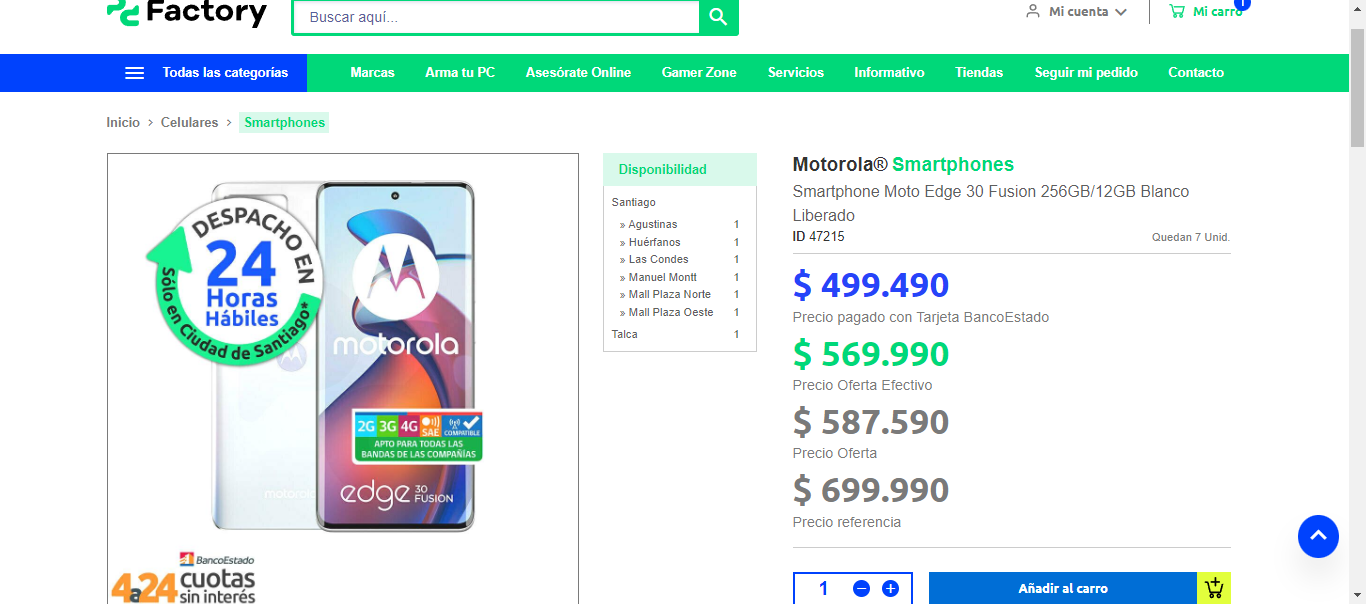 Factory
Buscar aquí...
Mi cuenta
Mi carro
1
Todas las categorías
Marcas
Arma tu PC
Asesórate Online
Gamer Zone
Servicios
Informativo
Tiendas
Seguir mi pedido
Contacto
Inicio > Celulares > Smartphones
DESPACHO EN
24
Horas
Hábiles
Sólo en Ciudad de Santiago*
motorola
2G 3G 4G SAE COMPATIBLE
APTO PARA TODAS LAS
BANDAS DE LAS COMPAÑÍAS
motorola
edge 30 FUSION
BancoEstado
4a24 cuotas
sin interés
Disponibilidad
Santiago
» Agustinas 1
» Huérfanos 1
» Las Condes 1
» Manuel Montt 1
» Mall Plaza Norte 1
» Mall Plaza Oeste 1
Talca 1
Motorola® Smartphones
Smartphone Moto Edge 30 Fusion 256GB/12GB Blanco
Liberado
ID 47215
Quedan 7 Unid.
$ 499.490
Precio pagado con Tarjeta BancoEstado
$ 569.990
Precio Oferta Efectivo
$ 587.590
Precio Oferta
$ 699.990
Precio referencia
1
Añadir al carro